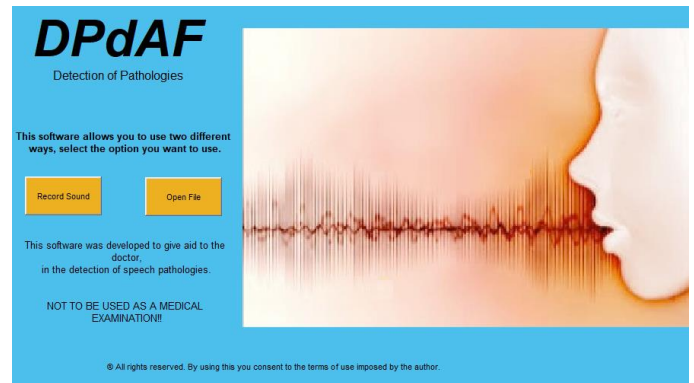 DPdAF
Detection of Pathologies
This software allows you to use two different
ways, select the option you want to use.
Record Sound
Open File
This software was developed to give aid to the
doctor,
in the detection of speech pathologies.
NOT TO BE USED AS A MEDICAL
EXAMINATION!!
® All rights reserved. By using this you consent to the terms of use imposed by the author.